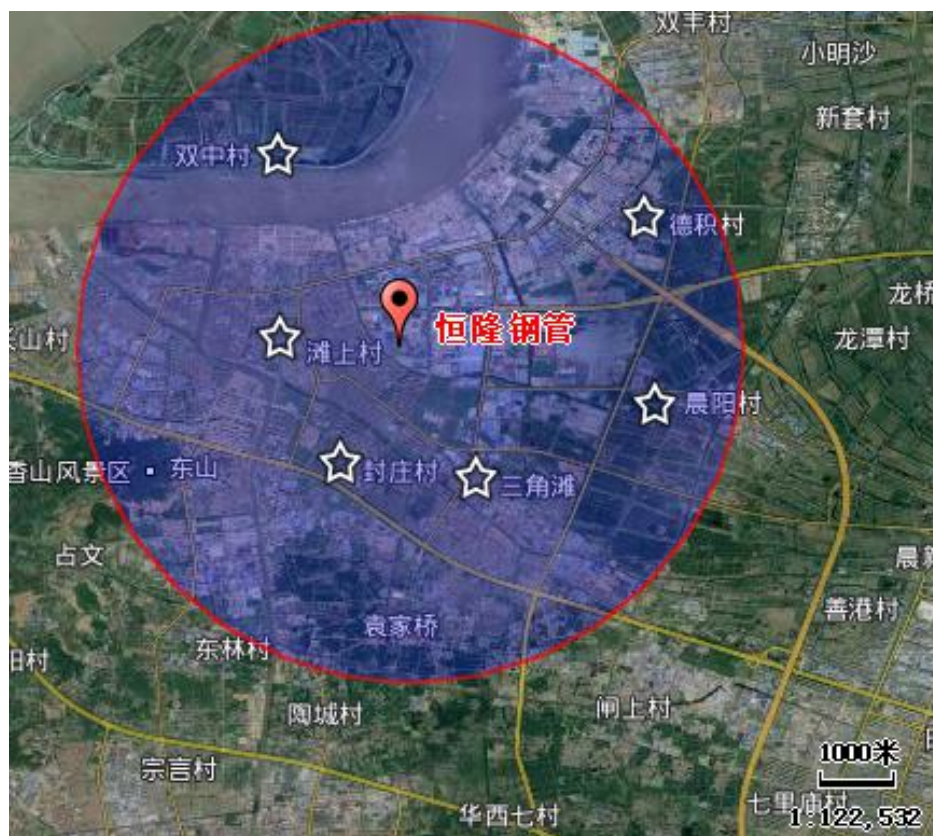 双丰村
小明沙
新套村
双中村
德积村
龙桥
恒隆钢管
龙潭村
山村
滩上村
晨阳村
香山风景区·东山
封庄村
三角滩
占文
晨新
善港村
袁家桥
东林村
阳村
闸上村
陶城村
1000米
宗言村
七里庙村
华西七村
1:122,532